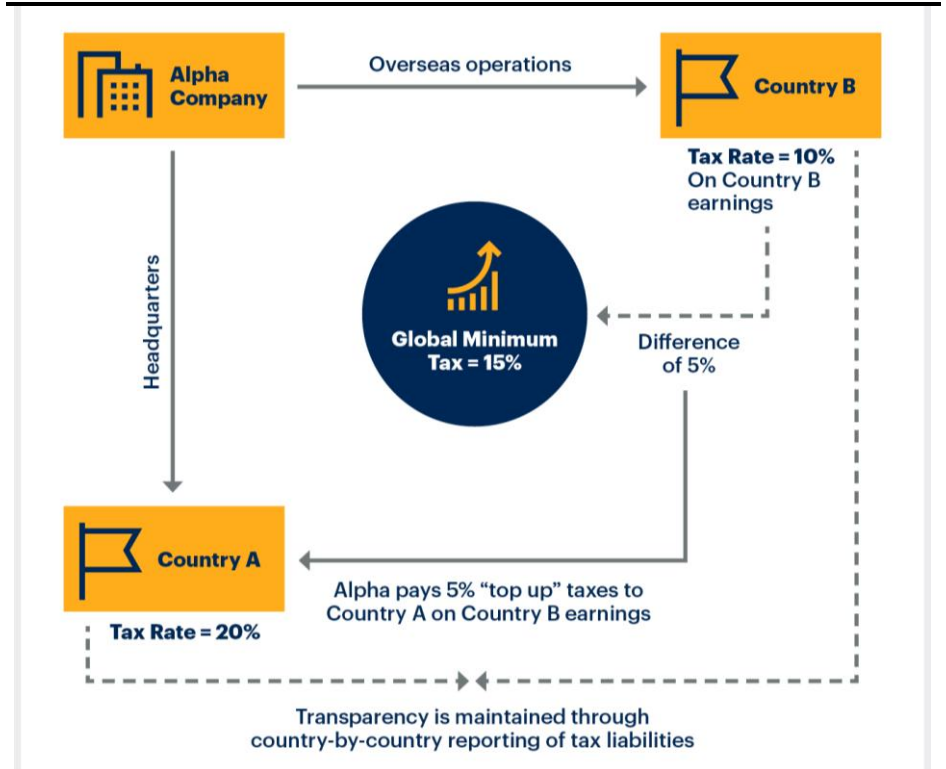 Alpha
Company
Overseas operations
Country B
Tax Rate = 10%
On Country B
earnings
Headquarters
Global Minimum
Tax = 15%
Difference
of 5%
Country A
Tax Rate = 20%
Alpha pays 5% “top up” taxes to
Country A on Country B earnings
Transparency is maintained through
country-by-country reporting of tax liabilities